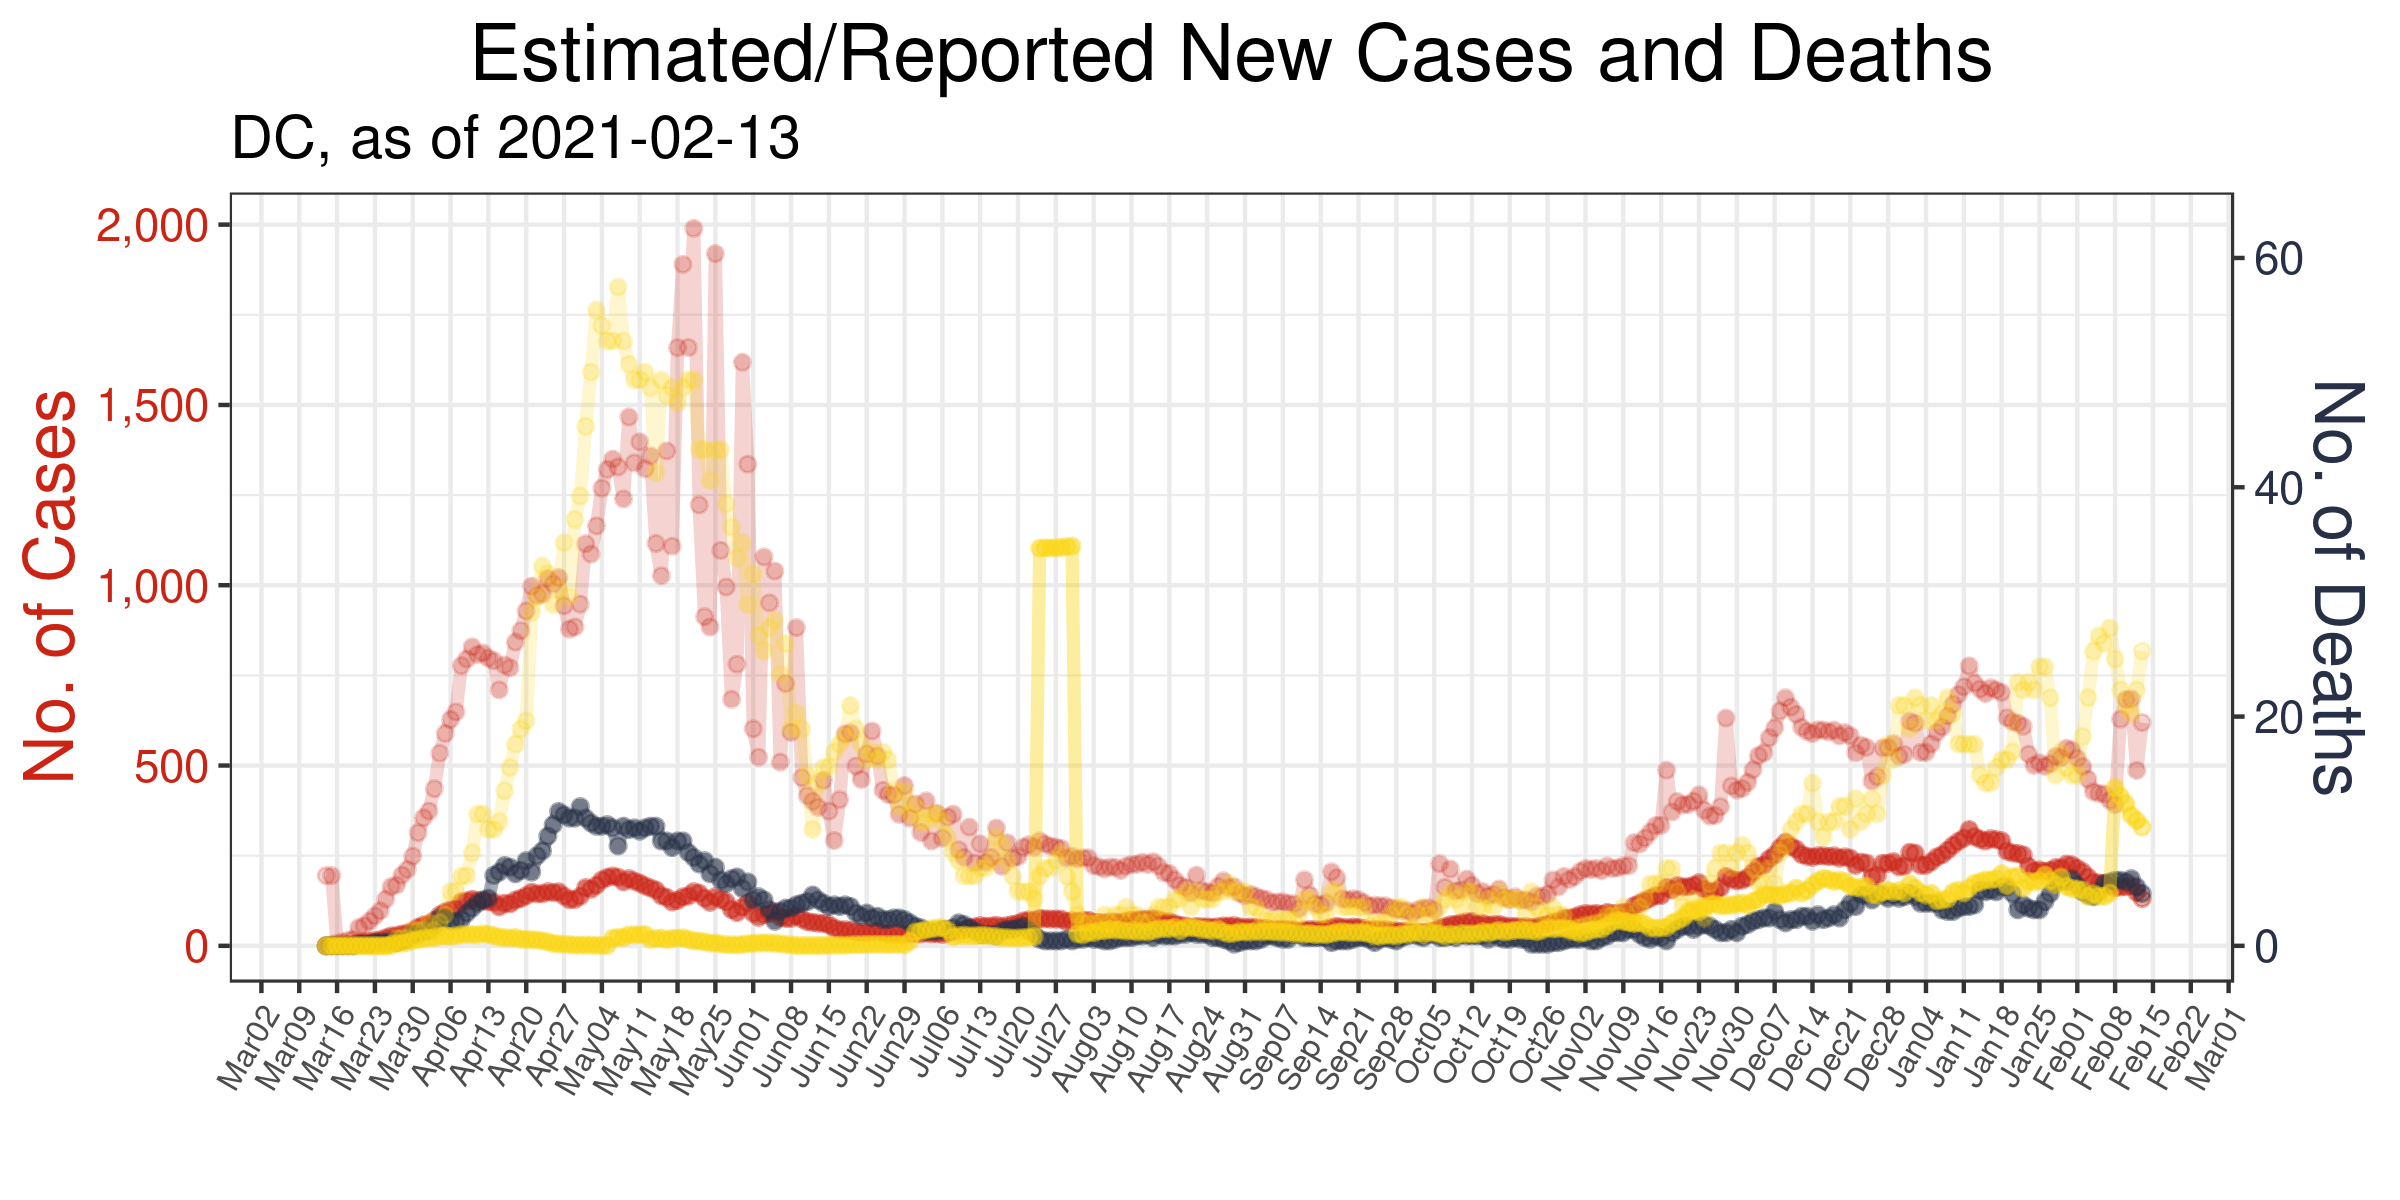 Estimated/Reported New Cases and Deaths
DC, as of 2021-02-13
No. of Cases
2,000
1,500
1,000
500
0
60
40
20
0
No. of Deaths
Mar02
Mar09
Mar16
Mar23
Mar30
Apr06
Apr13
Apr20
Apr27
May04
May11
May18
May25
Jun01
Jun08
Jun15
Jun22
Jun29
Jul06
Jul13
Jul20
Jul27
Aug03
Aug10
Aug17
Aug24
Aug31
Sep07
Sep14
Sep21
Sep28
Oct05
Oct12
Oct19
Oct26
Nov02
Nov09
Nov16
Nov23
Nov30
Dec07
Dec14
Dec21
Dec28
Jan04
Jan11
Jan18
Jan25
Feb01
Feb08
Feb15
Feb22
Mar01